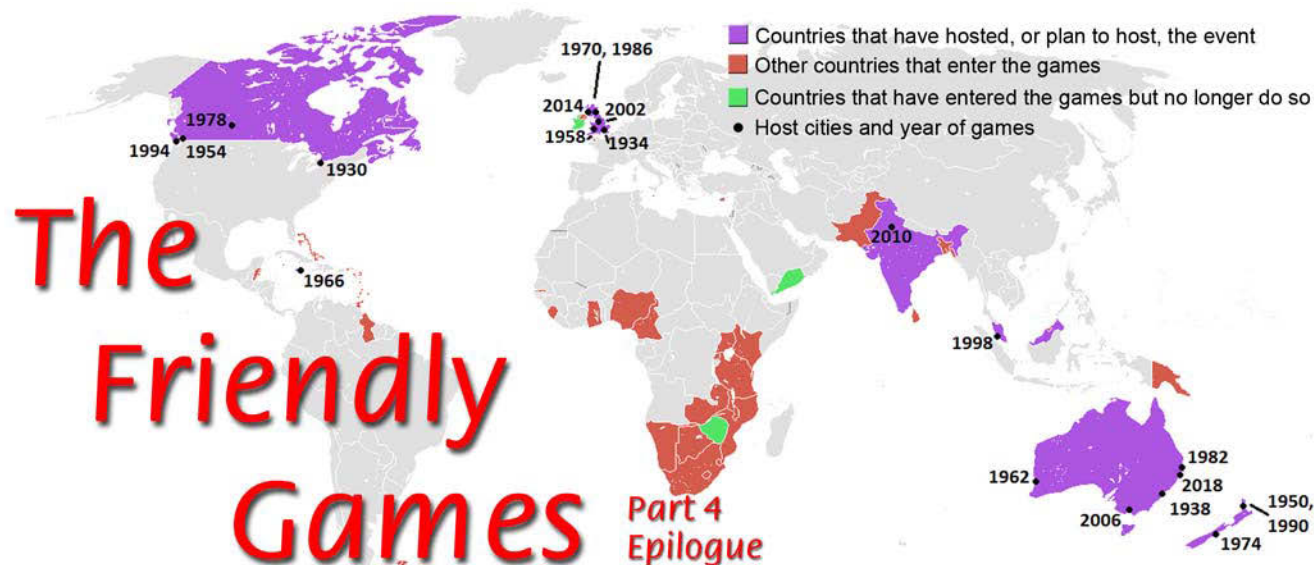 Countries that have hosted, or plan to host, the event
Other countries that enter the games
Countries that have entered the games but no longer do so
Host cities and year of games
1970, 1986
2014
2002
1958
1934
1978
1994
1954
1930
1966
2010
1998
1962
1982
2018
1938
2006
1950,
1990
1974
The
Friendly
Games
Part 4
Epilogue